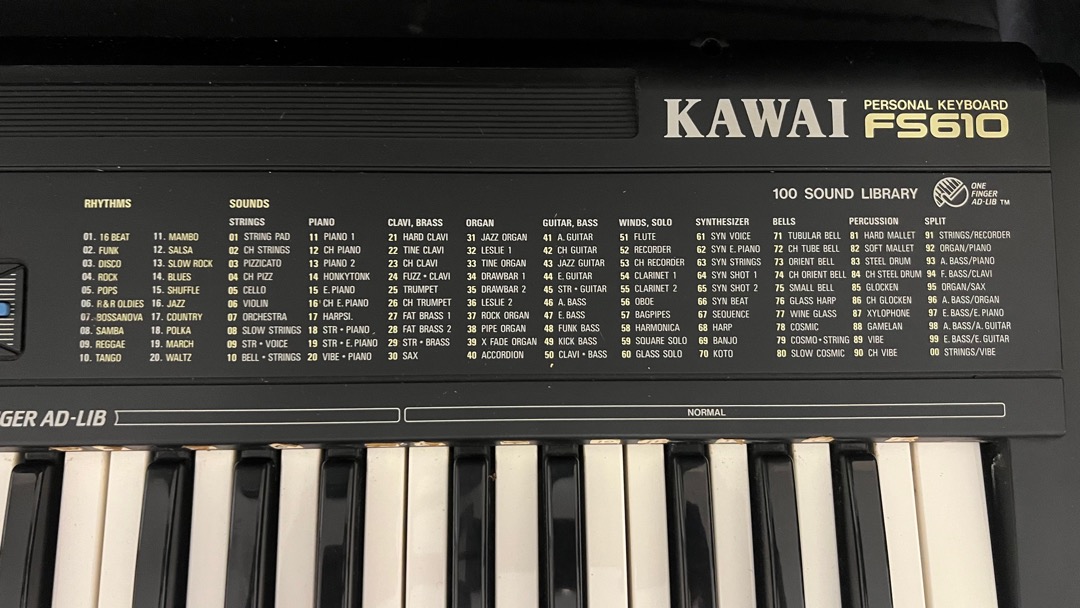 KAWAI
PERSONAL KEYBOARD
FS610
100 SOUND LIBRARY
ONE
FINGER
AD-LIB TM
RHYTHMS
01. 16 BEAT
02. FUNK
03. DISCO
04. ROCK
05. POPS
06. R&R OLDIES
07. BOSSANOVA
08. SAMBA
09. REGGAE
10. TANGO
11. MAMBO
12. SALSA
13. SLOW ROCK
14. BLUES
15. SHUFFLE
16. JAZZ
17. COUNTRY
18. POLKA
19. MARCH
20. WALTZ
SOUNDS
STRINGS
01 STRING PAD
02 CH STRINGS
03 PIZZICATO
04 CH PIZZ
05 CELLO
06 VIOLIN
07 ORCHESTRA
08 SLOW STRINGS
09 STR • VOICE
10 BELL • STRINGS
PIANO
11 PIANO 1
12 CH PIANO
13 PIANO 2
14 HONKYTONK
15 E. PIANO
16 CH E. PIANO
17 HARPSI.
18 STR • PIANO
19 STR • E. PIANO
20 VIBE • PIANO
CLAVI, BRASS
21 HARD CLAVI
22 TINE CLAVI
23 CH CLAVI
24 FUZZ • CLAVI
25 TRUMPET
26 CH TRUMPET
27 FAT BRASS 1
28 FAT BRASS 2
29 STR • BRASS
30 SAX
ORGAN
31 JAZZ ORGAN
32 LESLIE 1
33 TINE ORGAN
34 DRAWBAR 1
35 DRAWBAR 2
36 LESLIE 2
37 ROCK ORGAN
38 PIPE ORGAN
39 X FADE ORGAN
40 ACCORDION
GUITAR, BASS
41 A. GUITAR
42 CH GUITAR
43 JAZZ GUITAR
44 E. GUITAR
45 STR • GUITAR
46 A. BASS
47 E. BASS
48 FUNK BASS
49 KICK BASS
50 CLAVI • BASS
WINDS, SOLO
51 FLUTE
52 RECORDER
53 CH RECORDER
54 CLARINET 1
55 CLARINET 2
56 OBOE
57 BAGPIPES
58 HARMONICA
59 SQUARE SOLO
60 GLASS SOLO
SYNTHESIZER
61 SYN VOICE
62 SYN E. PIANO
63 SYN STRINGS
64 SYN SHOT 1
65 SYN SHOT 2
66 SYN BEAT
67 SEQUENCE
68 HARP
69 BANJO
70 KOTO
BELLS
71 TUBULAR BELL
72 CH TUBE BELL
73 ORIENT BELL
74 CH ORIENT BELL
75 SMALL BELL
76 GLASS HARP
77 WINE GLASS
78 COSMIC
79 COSMO • STRING
80 SLOW COSMIC
PERCUSSION
81 HARD MALLET
82 SOFT MALLET
83 STEEL DRUM
84 CH STEEL DRUM
85 GLOCKEN
86 CH GLOCKEN
87 XYLOPHONE
88 GAMELAN
89 VIBE
90 CH VIBE
SPLIT
91 STRINGS/RECORDER
92 ORGAN/PIANO
93 A. BASS/PIANO
94 F. BASS/CLAVI
95 ORGAN/SAX
96 A. BASS/ORGAN
97 E. BASS/PIANO
98 A. BASS/A. GUITAR
99 E. BASS/E. GUITAR
00 STRINGS/VIBE
GER AD-LIB
NORMAL